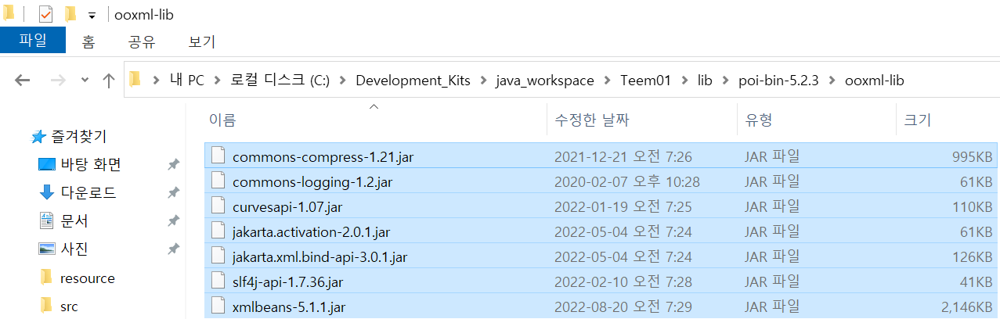 ooxml-lib
파일 홈 공유 보기
내 PC 로컬 디스크 (C:) Development_Kits java_workspace Teem01 lib poi-bin-5.2.3 ooxml-lib
즐겨찾기
바탕 화면
다운로드
문서
사진
resource
src
이름 수정한 날짜 유형 크기
commons-compress-1.21.jar 2021-12-21 오전 7:26 JAR 파일 995KB
commons-logging-1.2.jar 2020-02-07 오후 10:28 JAR 파일 61KB
curvesapi-1.07.jar 2022-01-19 오전 7:25 JAR 파일 110KB
jakarta.activation-2.0.1.jar 2022-05-04 오전 7:24 JAR 파일 61KB
jakarta.xml.bind-api-3.0.1.jar 2022-05-04 오전 7:24 JAR 파일 126KB
slf4j-api-1.7.36.jar 2022-02-10 오전 7:28 JAR 파일 41KB
xmlbeans-5.1.1.jar 2022-08-20 오전 7:29 JAR 파일 2,146KB